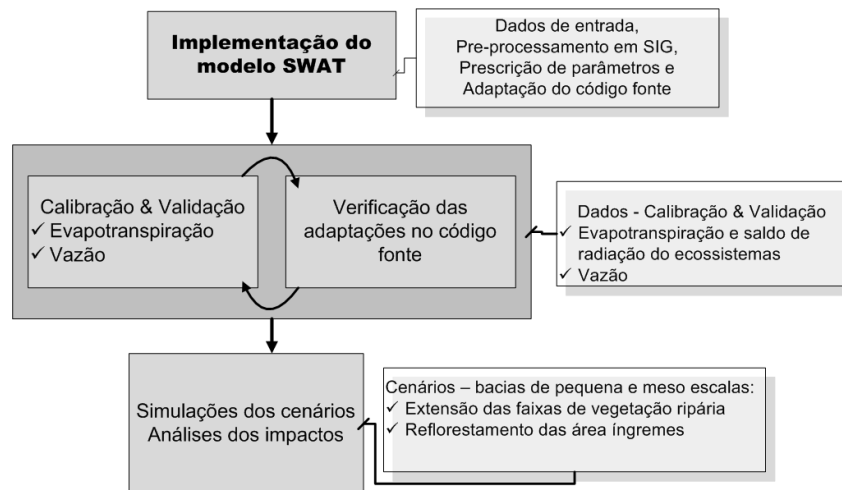 Implementação do
modelo SWAT
Dados de entrada,
Pre-processamento em SIG,
Prescrição de parâmetros e
Adaptação do código fonte
Calibração & Validação
✓ Evapotranspiração
✓ Vazão
Verificação das
adaptações no código
fonte
Dados - Calibração & Validação
✓ Evapotranspiração e saldo de
radiação do ecossistemas
✓ Vazão
Simulações dos cenários
Análises dos impactos
Cenários – bacias de pequena e meso escalas:
✓ Extensão das faixas de vegetação ripária
✓ Reflorestamento das área íngremes